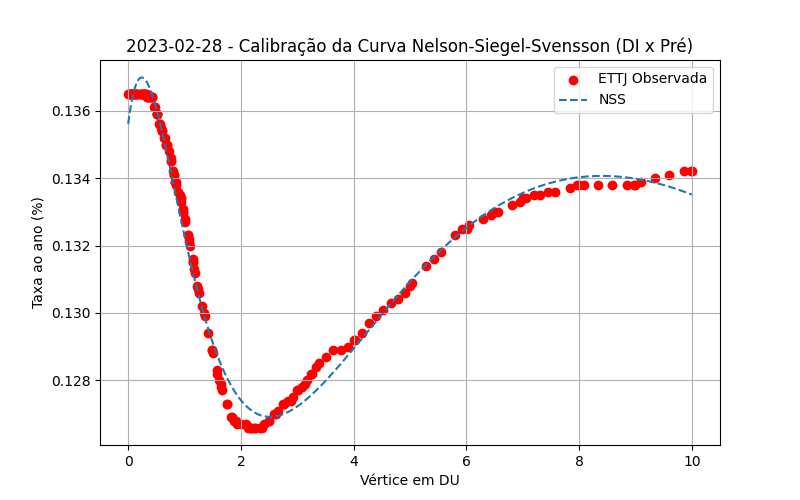 2023-02-28 - Calibração da Curva Nelson-Siegel-Svensson (DI x Pré)
ETTJ Observada
NSS
Taxa ao ano (%)
0.136
0.134
0.132
0.130
0.128
0 2 4 6 8 10
Vértice em DU